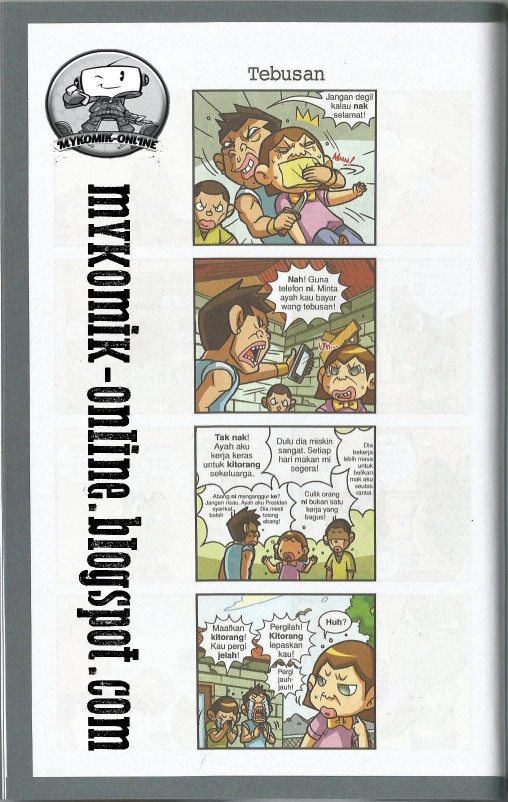 Tebusan
MYKOMIK-ONLINE
mykomik-online.blogspot.com
Jangan degil
kalau nak
selamat!
Nah! Guna
telefon ni. Minta
ayah kau bayar
wang tebusan!
Uh...
Tak nak!
Ayah aku
kerja keras
untuk kitorang
sekeluarga.
Dulu dia miskin
sangat. Setiap
hari makan mi
segera!
Dia
bekerja
lebih masa
untuk
belikan
mak aku
seutas
rantai.
Abang ni menganggur ke?
Jangan risau. Ayah aku Presiden
syarikat.
Dia mesti
boleh
tolong
abang!
Culik orang
ni bukan satu
kerja yang
bagus!
Maafkan
kitorang!
Kau pergi
jelah!
Pergilah!
Kitorang
lepaskan
kau!
Pergi
jauh-
jauh!
Huh?